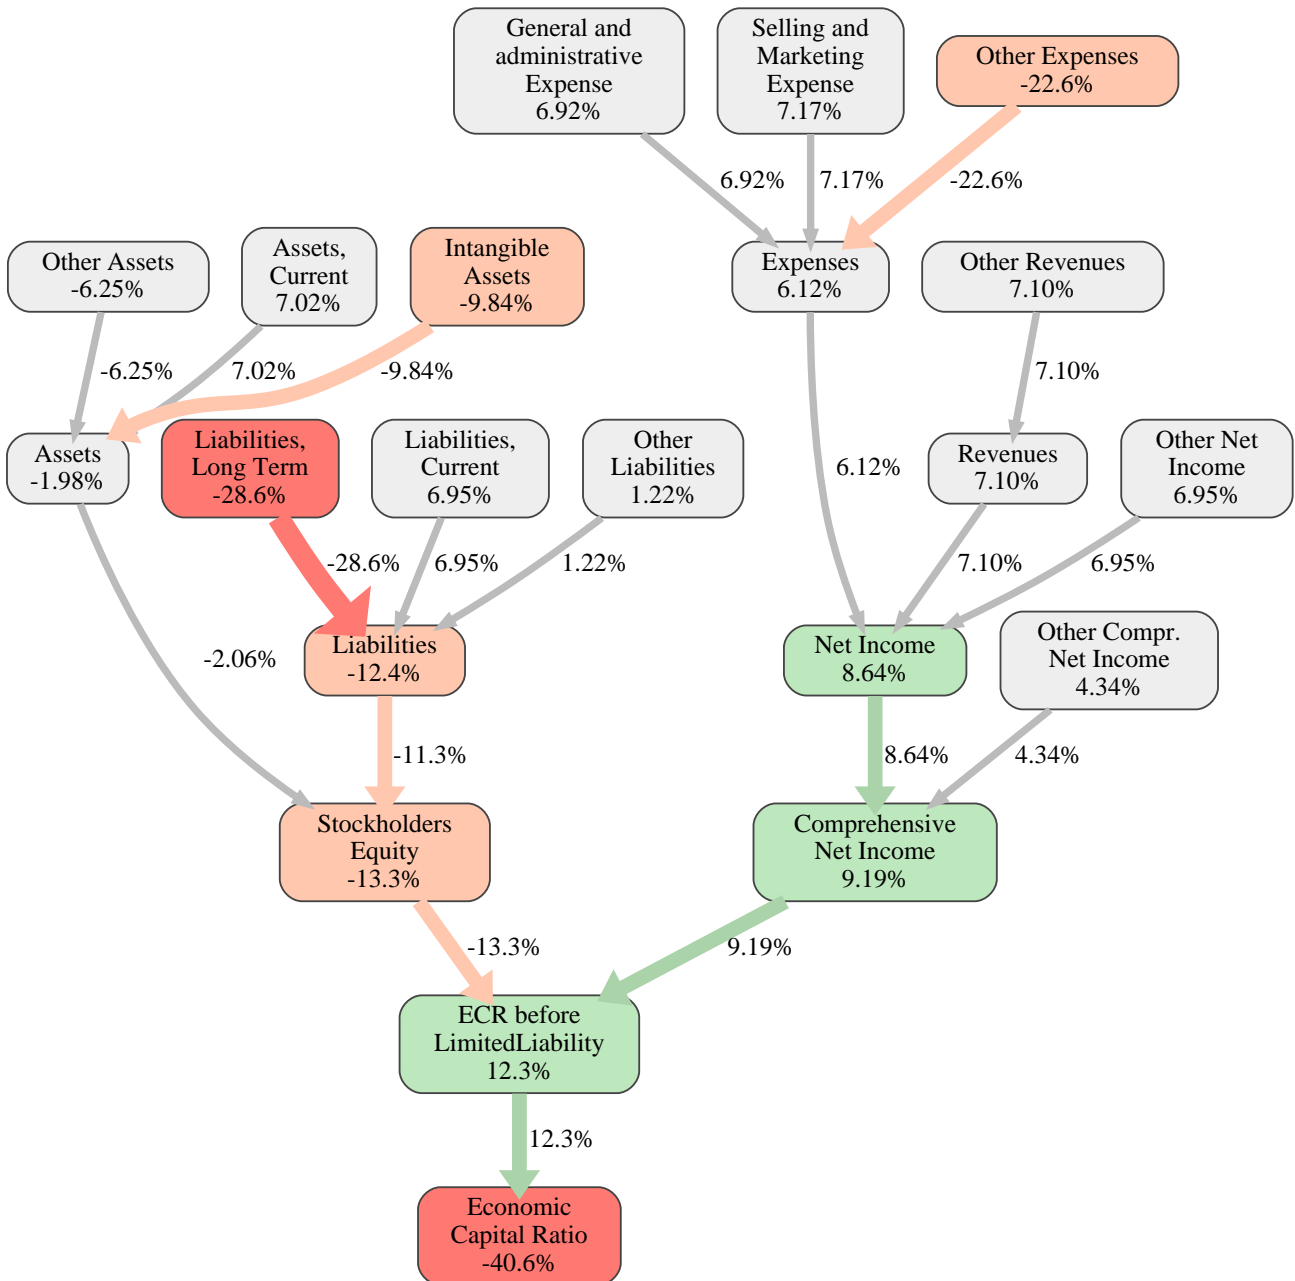 General and
administrative
Expense
6.92%
Selling and
Marketing
Expense
7.17%
Other Expenses
-22.6%
6.92%
7.17%
-22.6%
Other Assets
-6.25%
Assets,
Current
7.02%
Intangible
Assets
-9.84%
Expenses
6.12%
Other Revenues
7.10%
-6.25%
7.02%
-9.84%
7.10%
Assets
-1.98%
Liabilities,
Long Term
-28.6%
Liabilities,
Current
6.95%
Other
Liabilities
1.22%
6.12%
Revenues
7.10%
Other Net
Income
6.95%
-28.6%
6.95%
1.22%
7.10%
6.95%
-2.06%
Liabilities
-12.4%
Net Income
8.64%
Other Compr.
Net Income
4.34%
-11.3%
8.64%
4.34%
Stockholders
Equity
-13.3%
Comprehensive
Net Income
9.19%
-13.3%
9.19%
ECR before
LimitedLiability
12.3%
12.3%
Economic
Capital Ratio
-40.6%